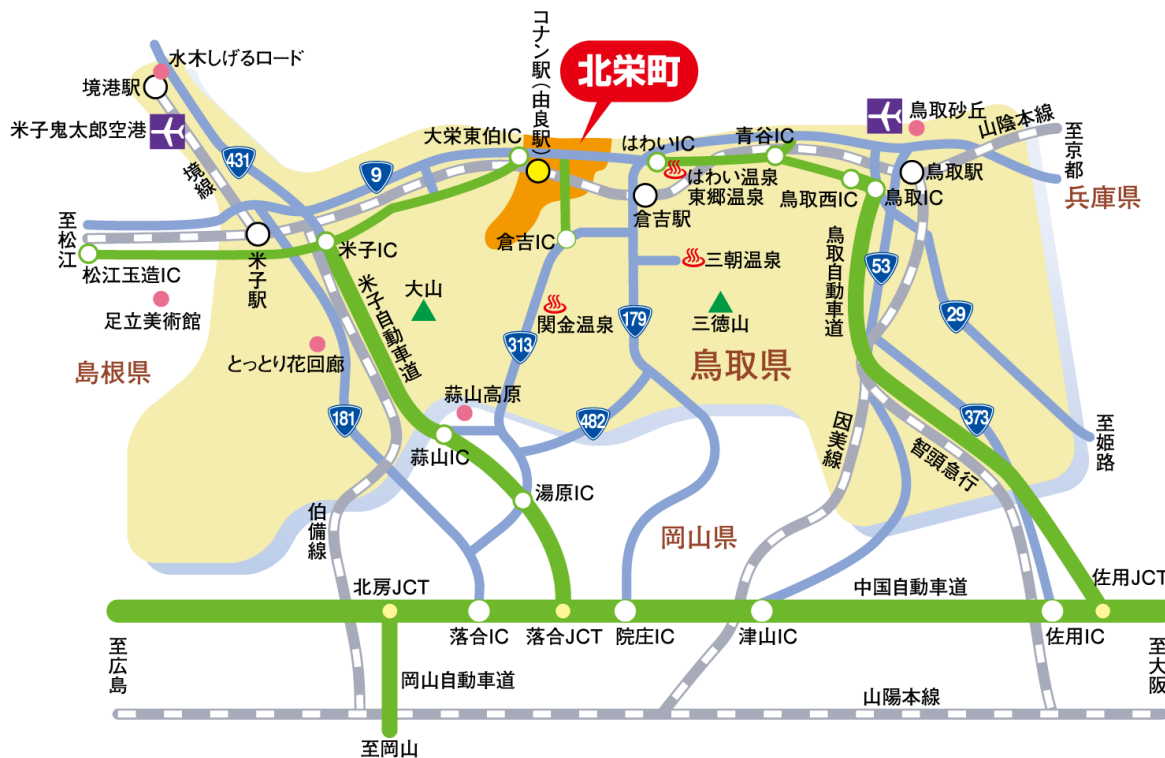 水木しげるロード
境港駅
米子鬼太郎空港
境線
431
9
コナン駅(由良駅)
北栄町
大栄東伯IC
はわいIC
青谷IC
鳥取砂丘
山陰本線
至京都
兵庫県
はわい温泉
東郷温泉
倉吉駅
鳥取西IC
鳥取IC
鳥取駅
至松江
松江玉造IC
米子駅
米子IC
倉吉IC
三朝温泉
鳥取自動車道
53
29
足立美術館
島根県
とっとり花回廊
米子自動車道
大山
関金温泉
313
179
三徳山
鳥取県
181
蒜山高原
482
373
至姫路
因美線
智頭急行
蒜山IC
湯原IC
伯備線
岡山県
北房JCT
中国自動車道
佐用JCT
落合IC
落合JCT
院庄IC
津山IC
佐用IC
至広島
岡山自動車道
山陽本線
至大阪
至岡山